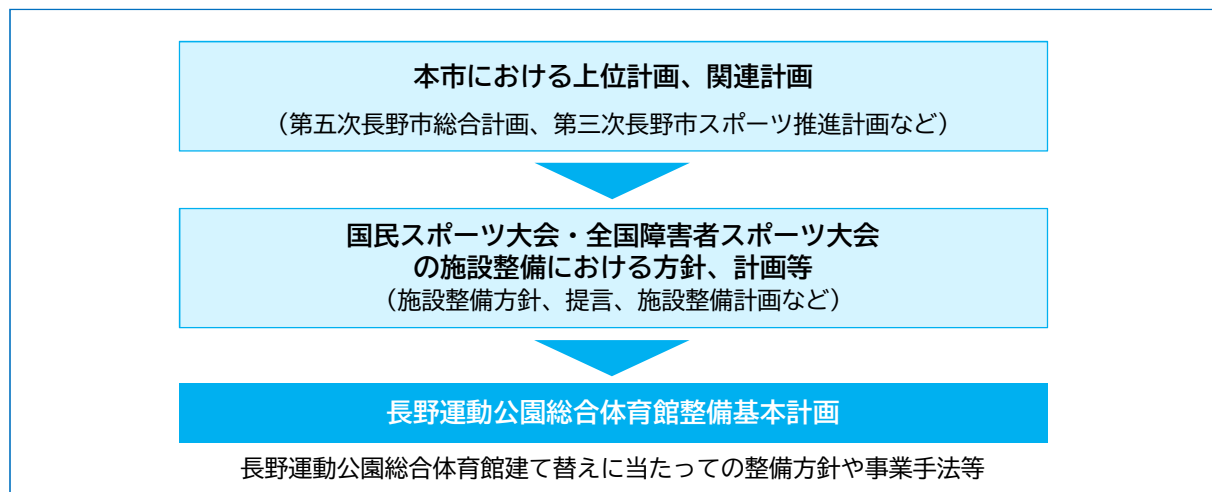 本市における上位計画、関連計画
（第五次長野市総合計画、第三次長野市スポーツ推進計画など）
国民スポーツ大会・全国障害者スポーツ大会
の施設整備における方針、計画等
（施設整備方針、提言、施設整備計画など）
長野運動公園総合体育館整備基本計画
長野運動公園総合体育館建て替えに当たっての整備方針や事業手法等